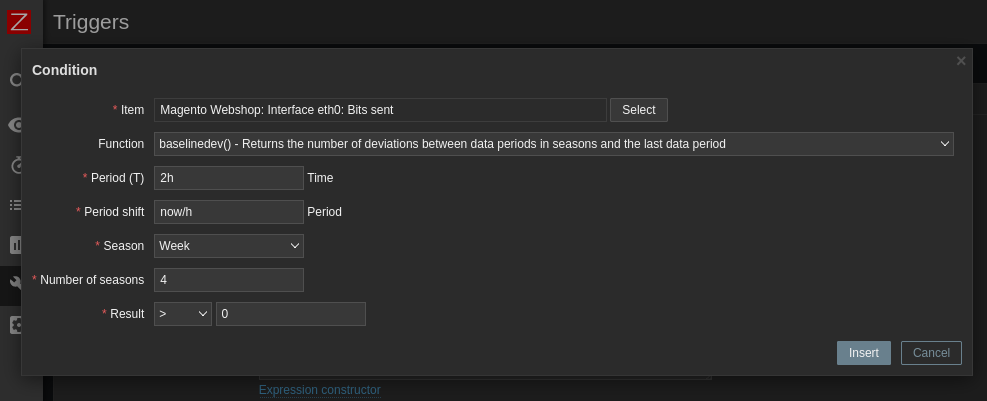 Z
Triggers
Condition
* Item Magento Webshop: Interface eth0: Bits sent Select
Function baselinedev() - Returns the number of deviations between data periods in seasons and the last data period
* Period (T) 2h Time
* Period shift now/h Period
* Season Week
* Number of seasons 4
* Result > 0
Insert Cancel
Expression constructor